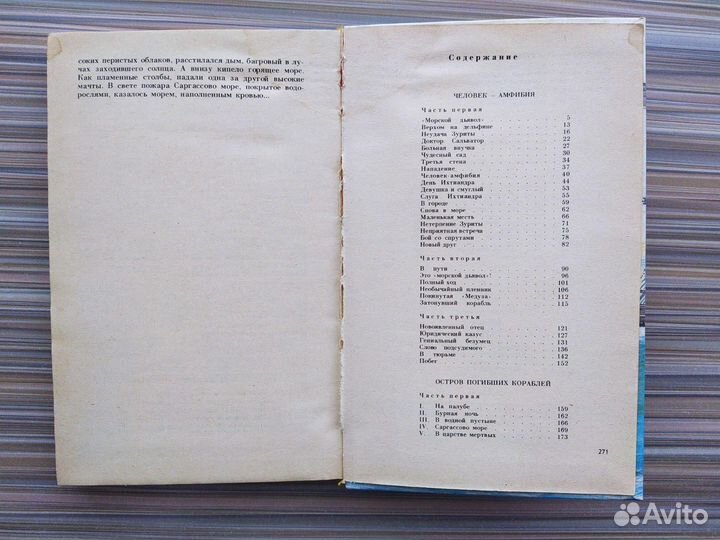 соких перистых облаков, расстилался дым, багровый в лу-
чах заходившего солнца. А внизу кипело горящее море.
Как пламенные столбы, падали одна за другой высокие
мачты. В свете пожара Саргассово море, покрытое водо-
рослями, казалось морем, наполненным кровью...
Содержание
ЧЕЛОВЕК — АМФИБИЯ
Часть первая
«Морской дьявол» 5
Верхом на дельфине 13
Неудача Зуриты 16
Доктор Сальватор 22
Больная внучка 27
Чудесный сад 30
Третья стена 34
Нападение 37
Человек-амфибия 40
День Ихтиандра 44
Девушка и смуглый 53
Слуга Ихтиандра 55
В городе 59
Снова в море 62
Маленькая месть 66
Нетерпение Зуриты 71
Неприятная встреча 75
Бой со спрутами 78
Новый друг 82
Часть вторая
В пути 90
Это «морской дьявол»! 96
Полный ход 101
Необычайный пленник 106
Покинутая «Медуза» 112
Затонувший корабль 115
Часть третья
Новоявленный отец 121
Юридический казус 127
Гениальный безумец 131
Слово подсудимого 136
В тюрьме 142
Побег 152
ОСТРОВ ПОГИБШИХ КОРАБЛЕЙ
Часть первая
I. На палубе 159
II. Бурная ночь 162
III. В водной пустыне 166
IV. Саргассово море 169
V. В царстве мертвых 173
271
Avito